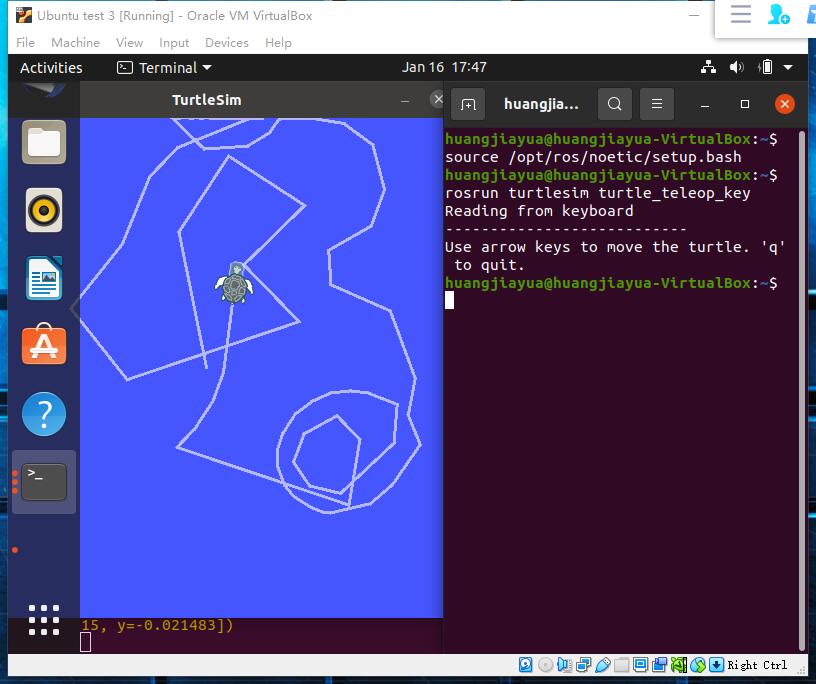 Ubuntu test 3 [Running] - Oracle VM VirtualBox
File Machine View Input Devices Help
Activities Terminal Jan 16 17:47
TurtleSim
huangjia...
huangjiayua@huangjiayua-VirtualBox:~$
source /opt/ros/noetic/setup.bash
huangjiayua@huangjiayua-VirtualBox:~$
rosrun turtlesim turtle_teleop_key
Reading from keyboard
---------------------------
Use arrow keys to move the turtle. 'q'
to quit.
huangjiayua@huangjiayua-VirtualBox:~$
15, y=-0.021483])
Right Ctrl